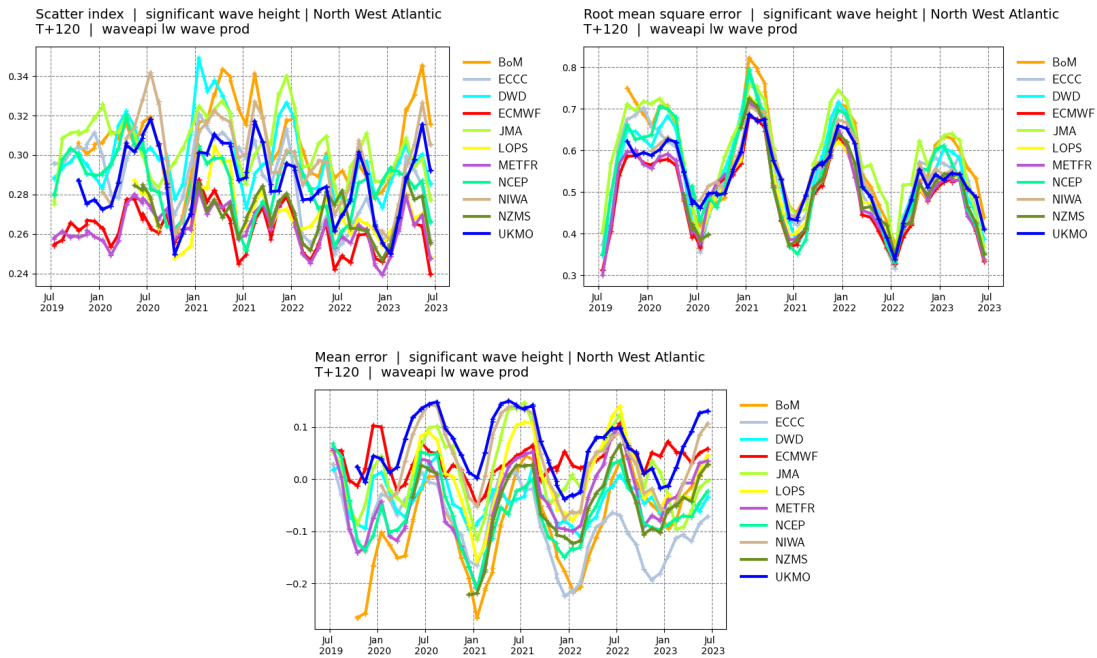 Scatter index | significant wave height | North West Atlantic
T+120 | waveapi lw wave prod
0.34
0.32
0.30
0.28
0.26
0.24
Jul 2019
Jan 2020
Jul 2020
Jan 2021
Jul 2021
Jan 2022
Jul 2022
Jan 2023
Jul 2023
BoM
ECCC
DWD
ECMWF
JMA
LOPS
METFR
NCEP
NIWA
NZMS
UKMO
Root mean square error | significant wave height | North West Atlantic
T+120 | waveapi lw wave prod
0.8
0.7
0.6
0.5
0.4
0.3
Jul 2019
Jan 2020
Jul 2020
Jan 2021
Jul 2021
Jan 2022
Jul 2022
Jan 2023
Jul 2023
BoM
ECCC
DWD
ECMWF
JMA
LOPS
METFR
NCEP
NIWA
NZMS
UKMO
Mean error | significant wave height | North West Atlantic
T+120 | waveapi lw wave prod
0.1
0.0
−0.1
−0.2
Jul 2019
Jan 2020
Jul 2020
Jan 2021
Jul 2021
Jan 2022
Jul 2022
Jan 2023
Jul 2023
BoM
ECCC
DWD
ECMWF
JMA
LOPS
METFR
NCEP
NIWA
NZMS
UKMO